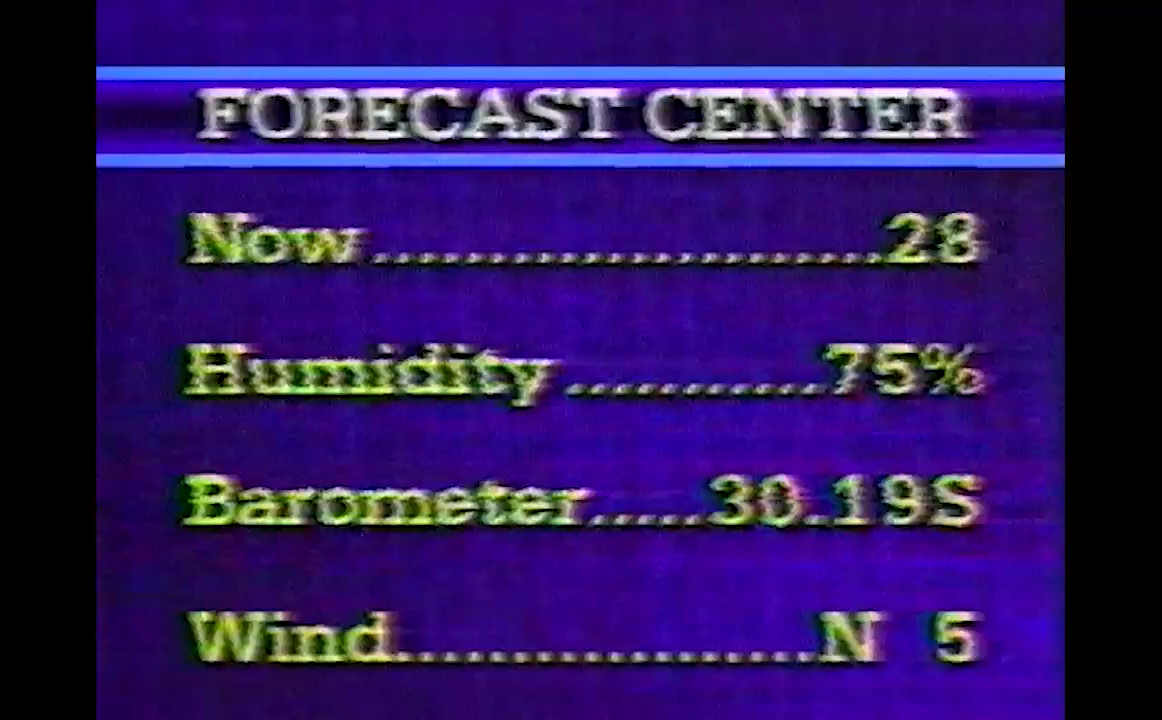 FORECAST CENTER
Now...........................28
Humidity..............75%
Barometer......30.19S
Wind......................N 5